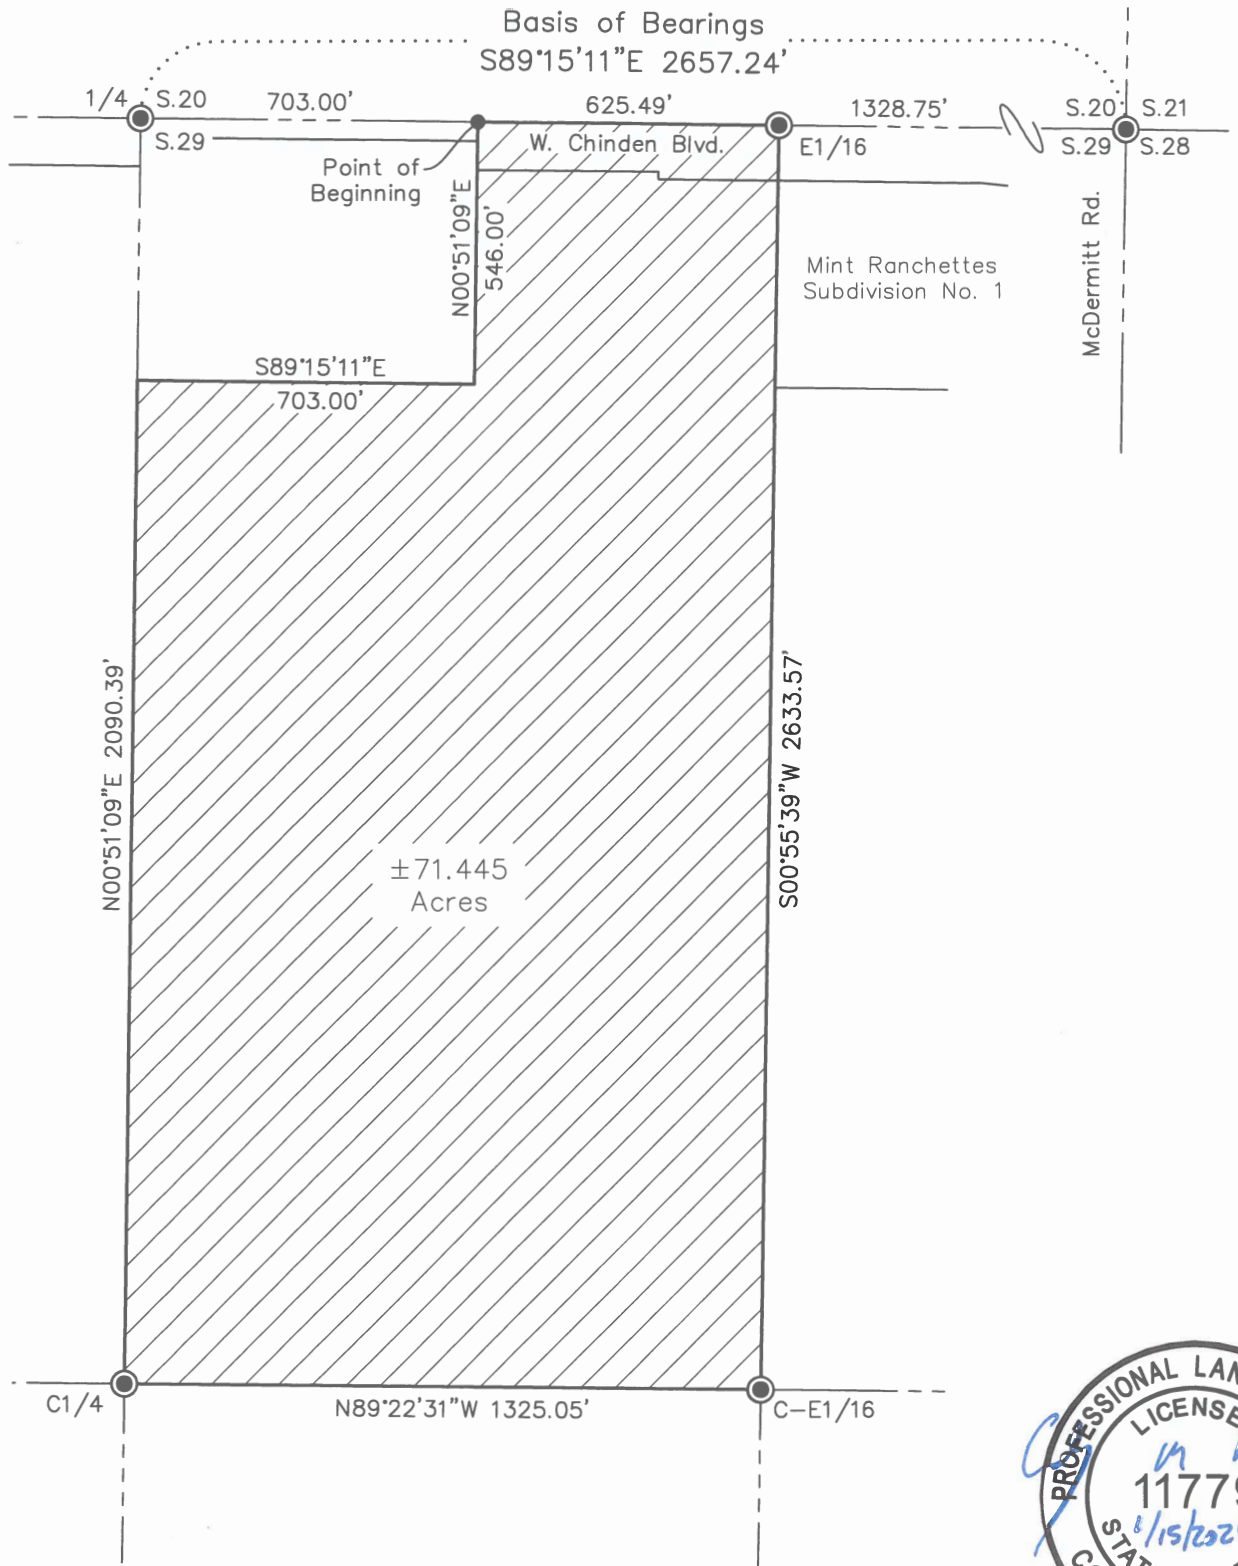 Basis of Bearings
S89°15'11"E 2657.24'
1/4
S.20
703.00'
625.49'
1328.75'
S.20
S.21
S.29
W. Chinden Blvd.
E1/16
S.29
S.28
Point of
Beginning
N00°51'09"E
546.00'
McDermitt Rd.
Mint Ranchettes
Subdivision No. 1
S89°15'11"E
703.00'
N00°51'09"E 2090.39'
S00°55'39"W 2633.57'
±71.445
Acres
C1/4
N89°22'31"W 1325.05'
C-E1/16
PROFESSIONAL
11779